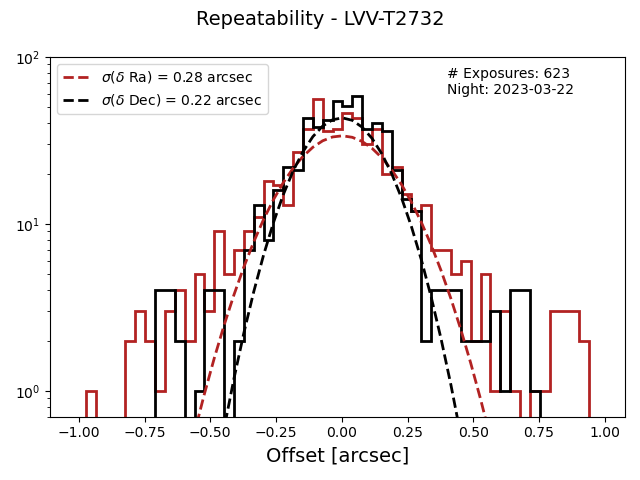 Repeatability - LVV-T2732
σ(δ Ra) = 0.28 arcsec
σ(δ Dec) = 0.22 arcsec
# Exposures: 623
Night: 2023-03-22
10²
10¹
10⁰
−1.00 −0.75 −0.50 −0.25 0.00 0.25 0.50 0.75 1.00
Offset [arcsec]